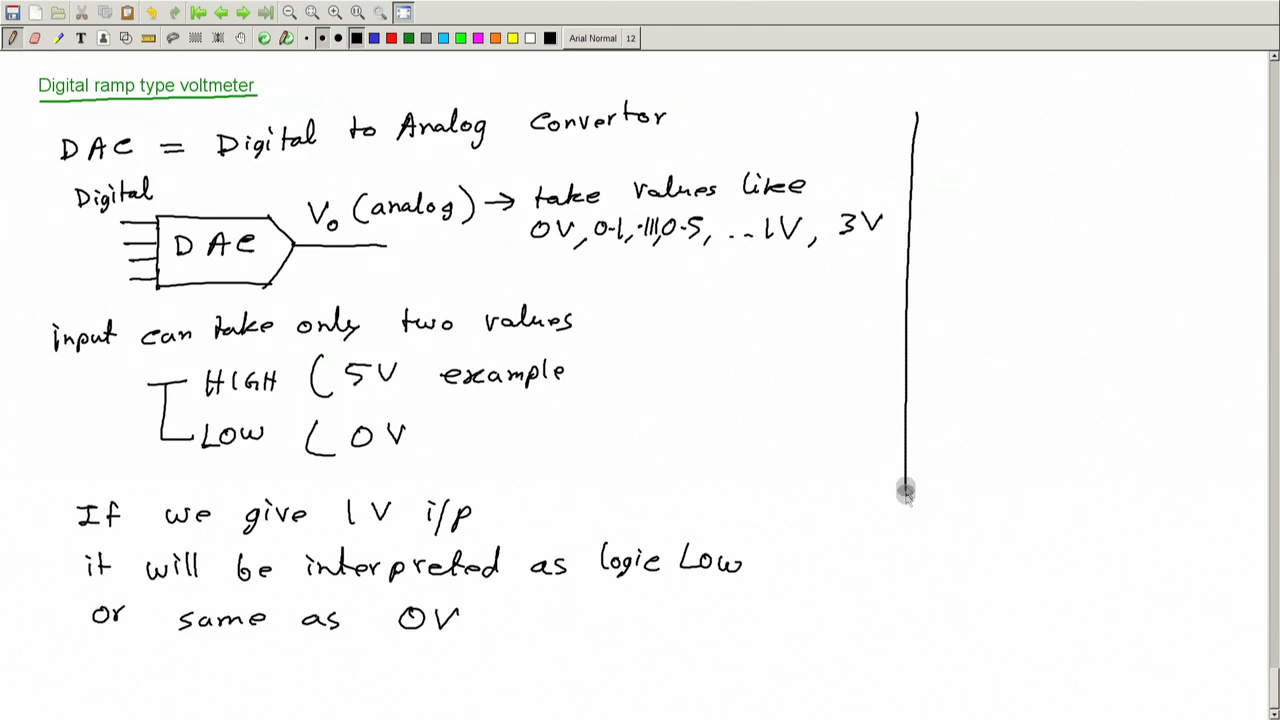 Arial Normal 12
Digital ramp type voltmeter
DAC = Digital to Analog Convertor
Digital
DAC
Vo (analog) → take values like
0V, 0.1, .111, 0.5, ... 1V, 3V
input can take only two values
HIGH ( 5V example
LOW ( 0V
If we give 1V i/p
it will be interpreted as logic Low
or same as 0V